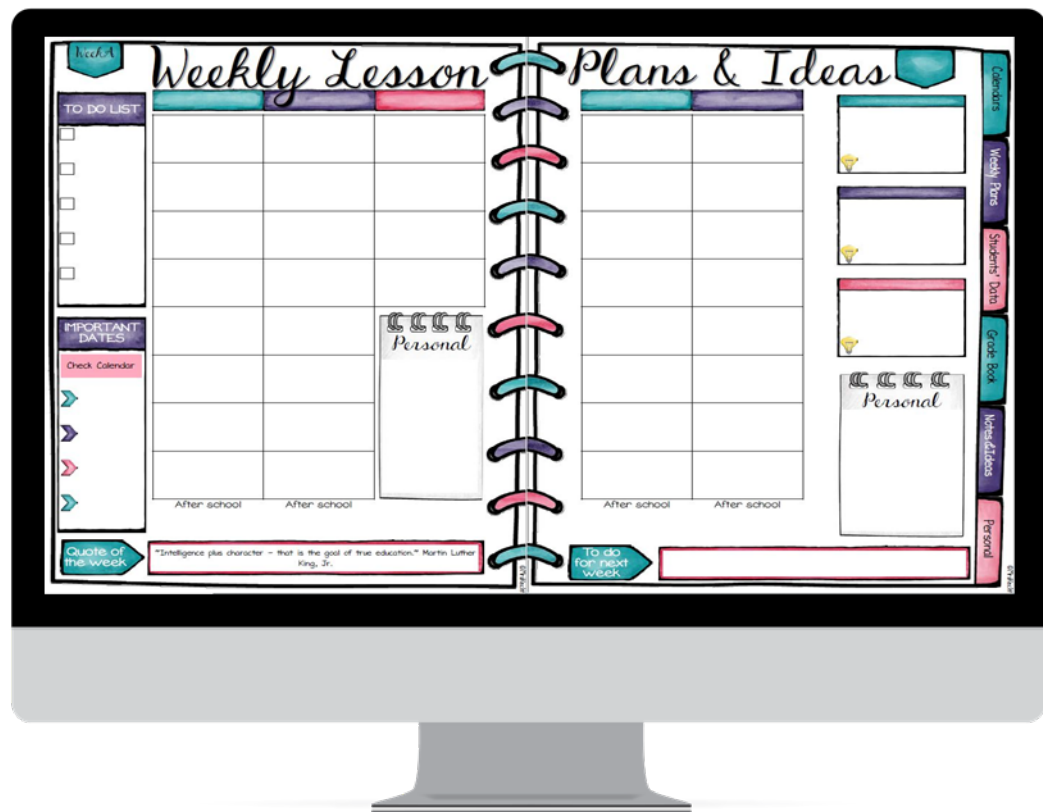 Week A
Weekly Lesson
Plans & Ideas
TO DO LIST
IMPORTANT
DATES
Check Calendar
Personal
After school
After school
Quote of
the week
"Intelligence plus character – that is the goal of true education." Martin Luther
King, Jr.
After school
After school
Personal
To do
for next
week
Calendars
Weekly Plans
Students' Data
Grade Book
Notes&Ideas
Personal